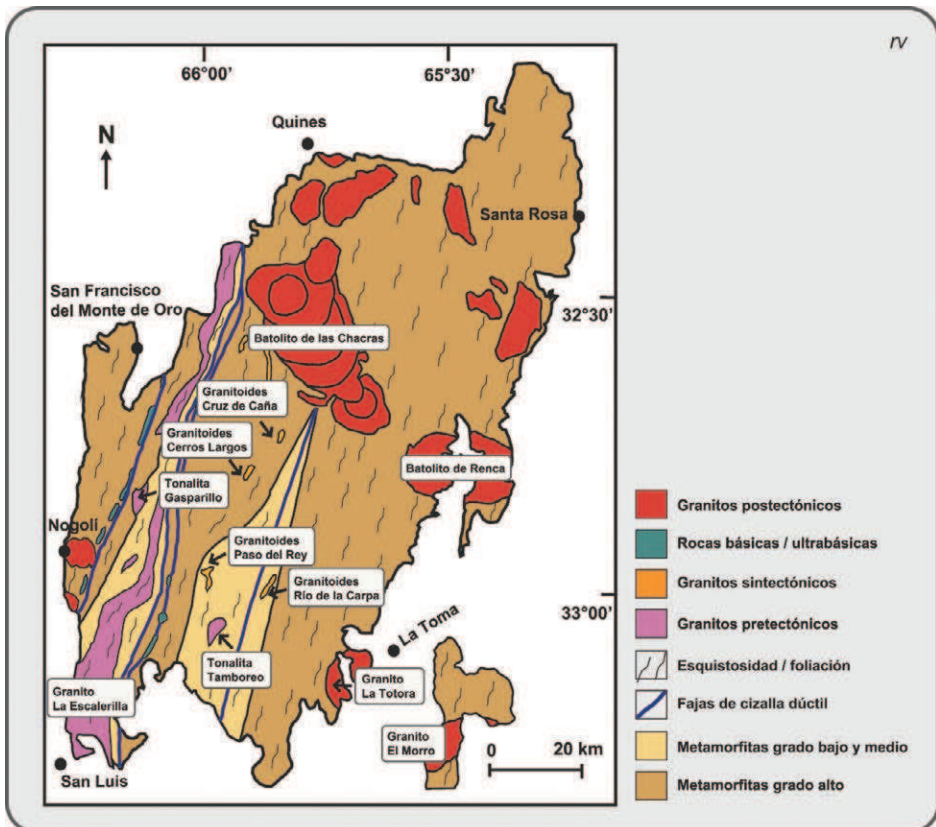 rv
66°00'
65°30'
Quines
N
Santa Rosa
San Francisco
del Monte de Oro
32°30'
Batolito de las Chacras
Granitoides
Cruz de Caña
Granitoides
Cerros Largos
Batolito de Renca
Tonalita
Gasparillo
Nogolí
Granitoides
Paso del Rey
Granitoides
Río de la Carpa
33°00'
La Toma
Tonalita
Tamboreo
Granito
La Totora
Granito
La Escalerilla
Granito
El Morro
0 20 km
San Luis
Granitos postectónicos
Rocas básicas / ultrabásicas
Granitos sintectónicos
Granitos pretectónicos
Esquistosidad / foliación
Fajas de cizalla dúctil
Metamorfitas grado bajo y medio
Metamorfitas grado alto